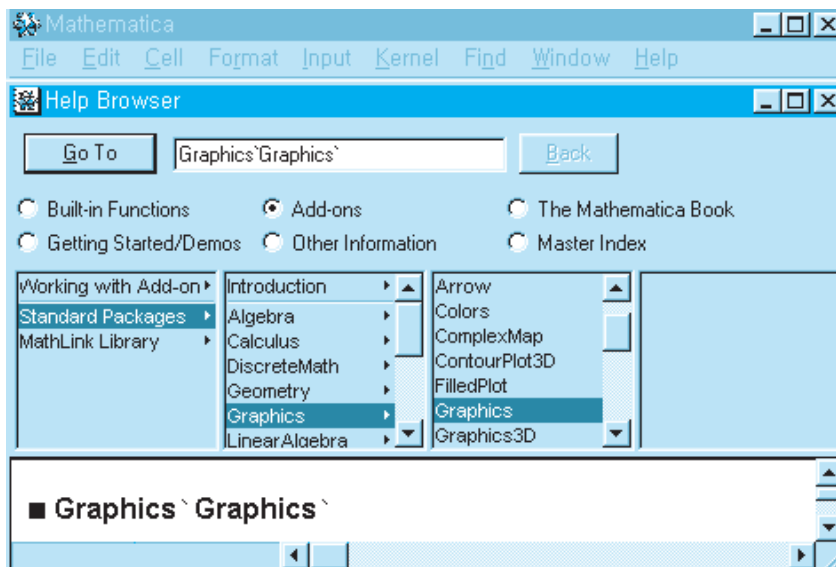 Mathematica
File Edit Cell Format Input Kernel Find Window Help
Help Browser
Go To Graphics`Graphics` Back
Built-in Functions Add-ons The Mathematica Book
Getting Started/Demos Other Information Master Index
Working with Add-on
Standard Packages
MathLink Library
Introduction
Algebra
Calculus
DiscreteMath
Geometry
Graphics
LinearAlgebra
Arrow
Colors
ComplexMap
ContourPlot3D
FilledPlot
Graphics
Graphics3D
■ Graphics`Graphics`